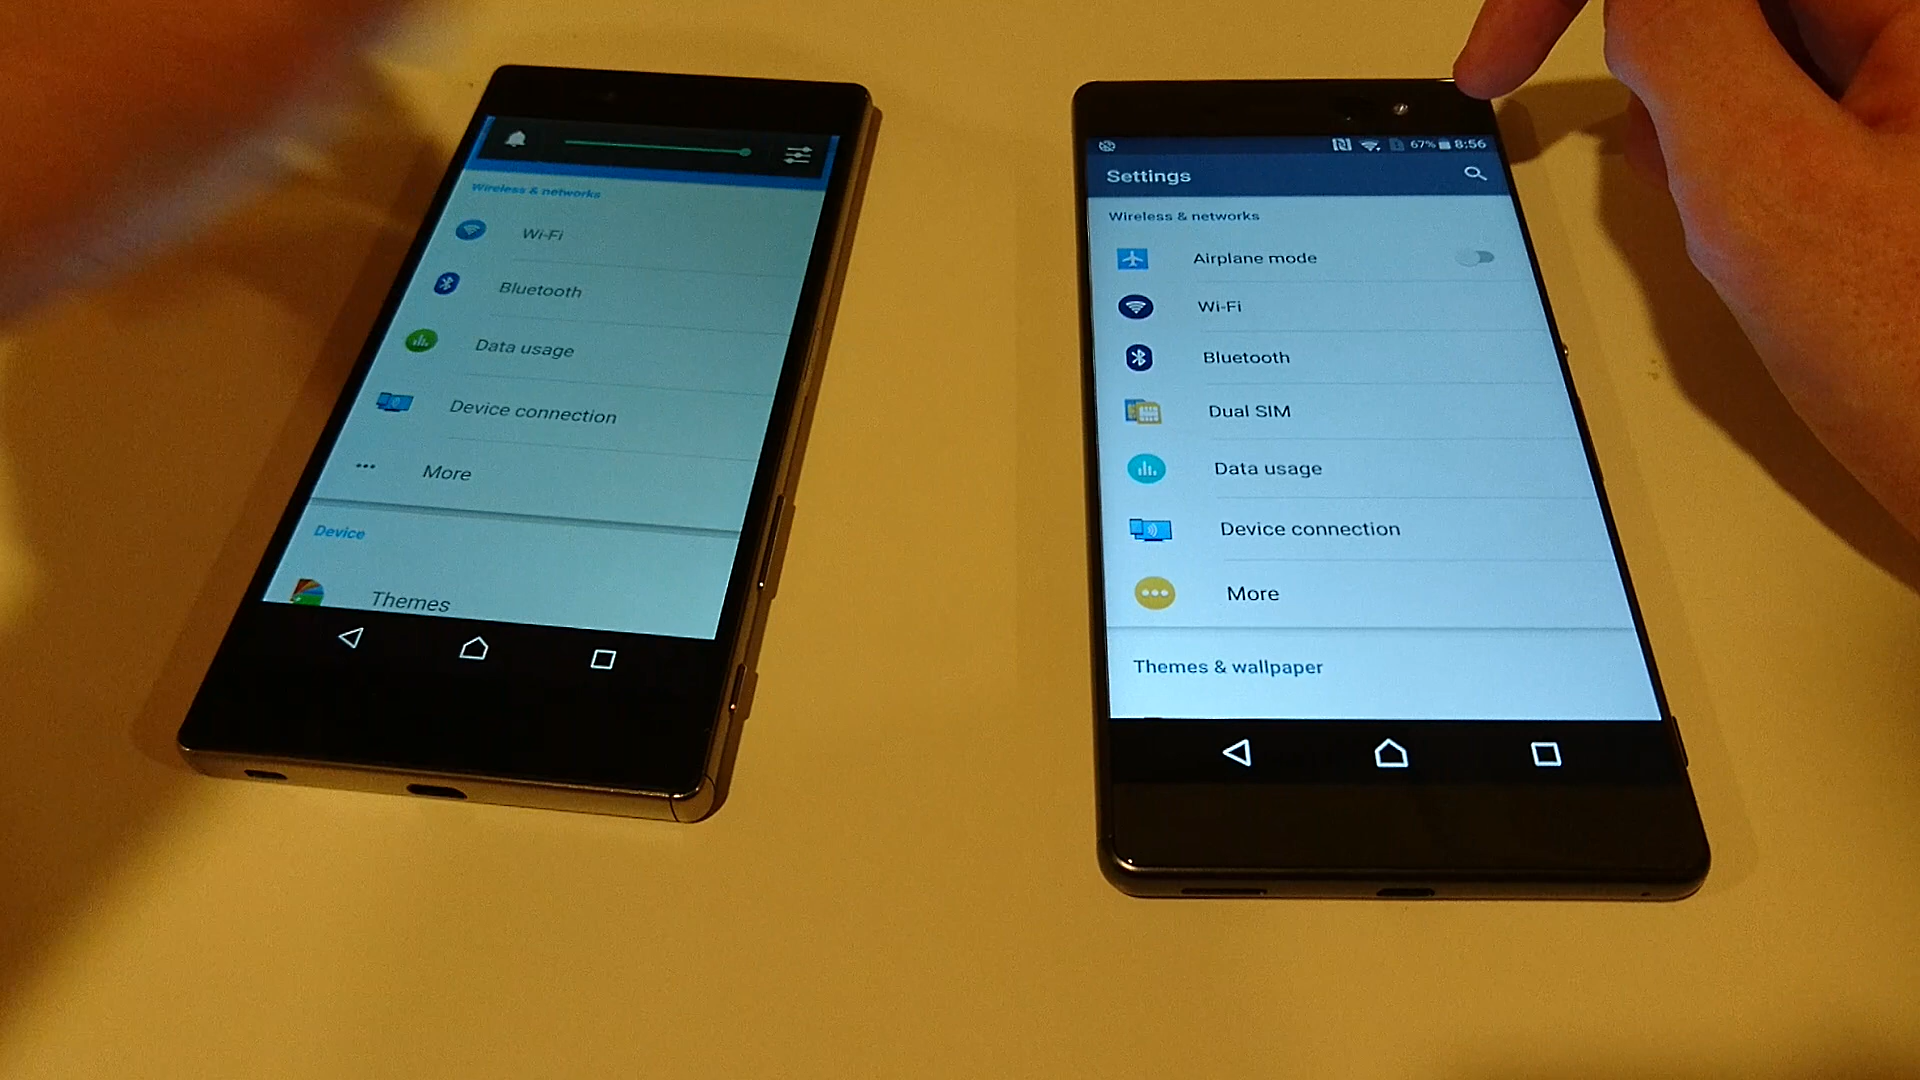 Wireless & networks
Wi-Fi
Bluetooth
Data usage
Device connection
More
Device
Themes
67% 8:56
Settings
Wireless & networks
Airplane mode
Wi-Fi
Bluetooth
Dual SIM
Data usage
Device connection
More
Themes & wallpaper